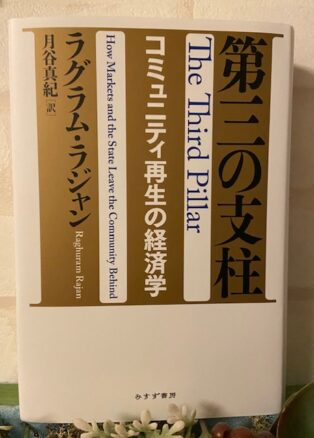 第三の支柱
The Third Pillar
コミュニティ再生の経済学
How Markets and the State Leave the Community Behind
ラグラム・ラジャン
Raghuram Rajan
月谷真紀[訳]
みすず書房